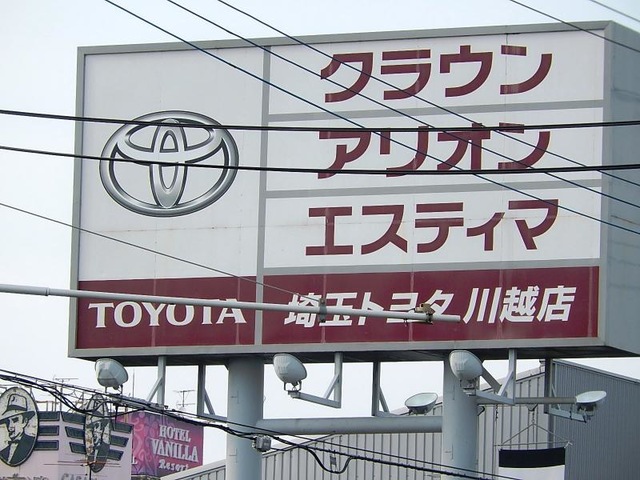 クラウン
アリオン
エスティマ
TOYOTA
埼玉トヨタ 川越店
HOTEL
VANILLA
Resort